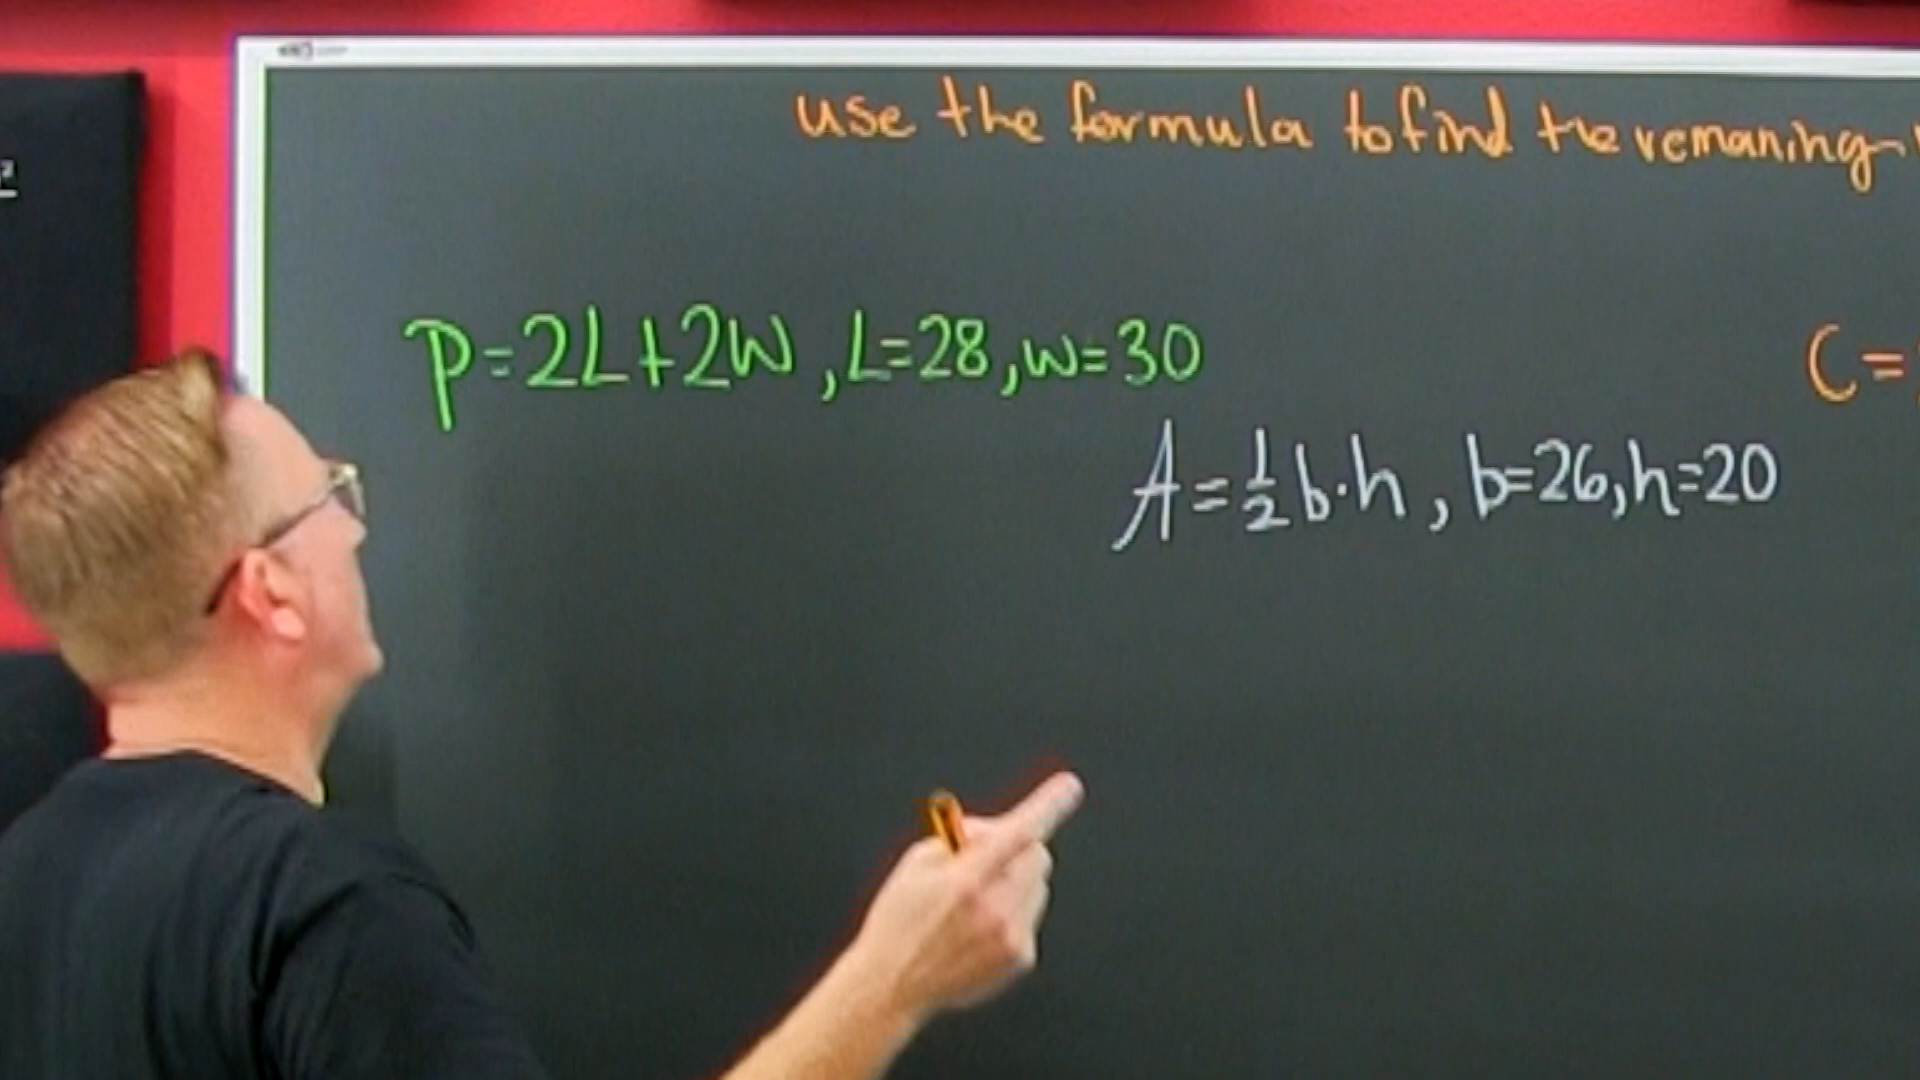 use the formula to find the remaning
P=2L+2W, L=28, w=30
C=
A=½b·h, b=26, h=20